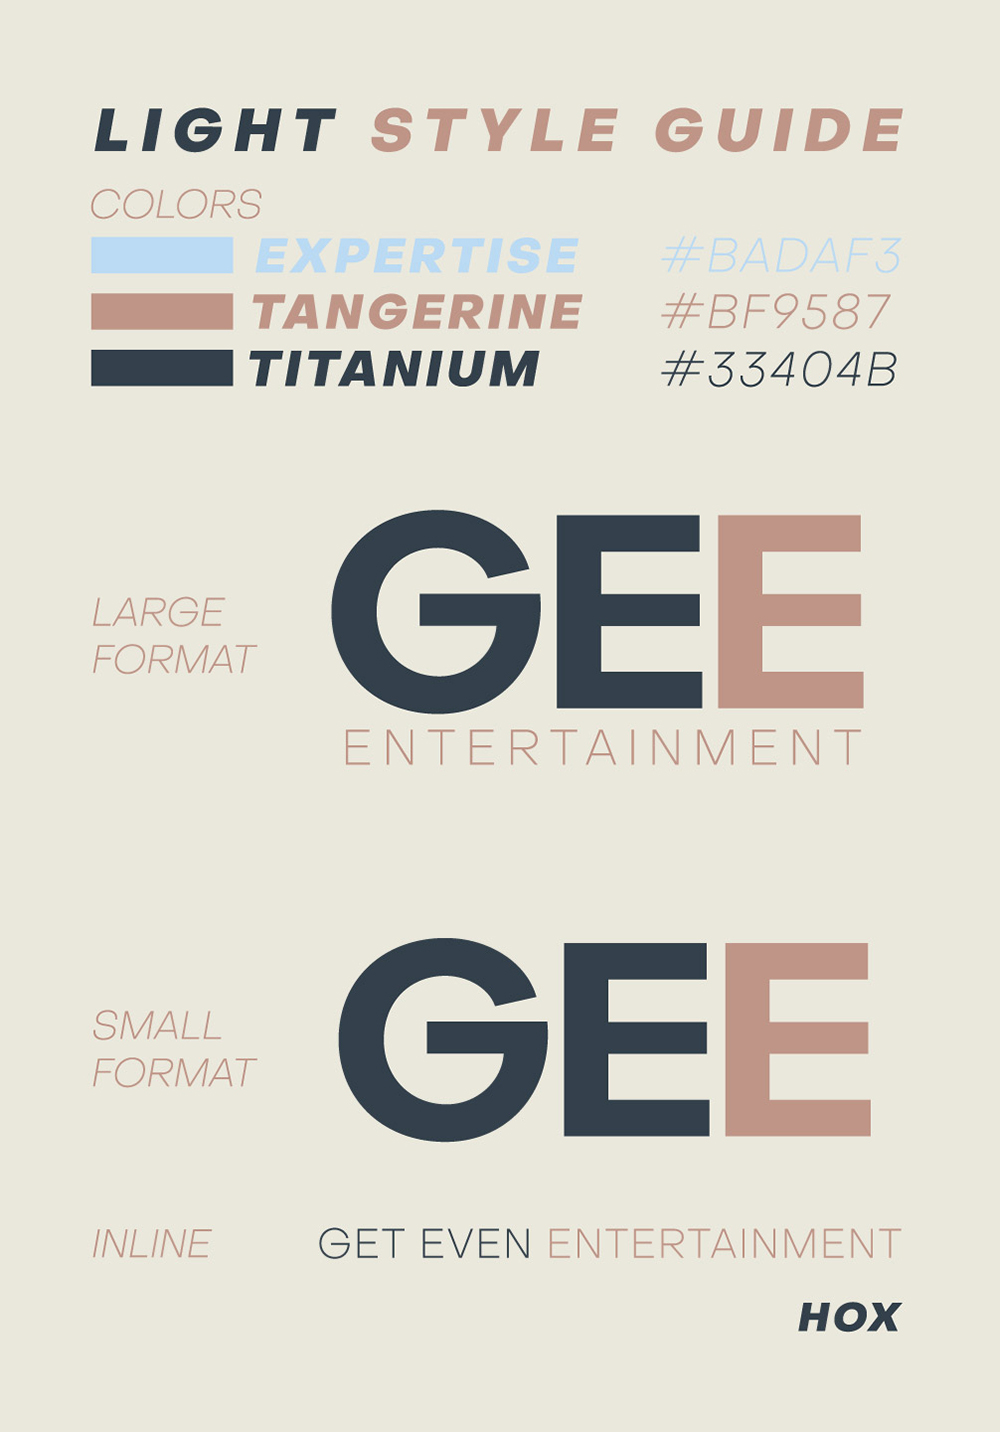 LIGHT STYLE GUIDE
COLORS
EXPERTISE #BADAF3
TANGERINE #BF9587
TITANIUM #33404B
LARGE
FORMAT
GEE
ENTERTAINMENT
SMALL
FORMAT
GEE
INLINE GET EVEN ENTERTAINMENT
HOX